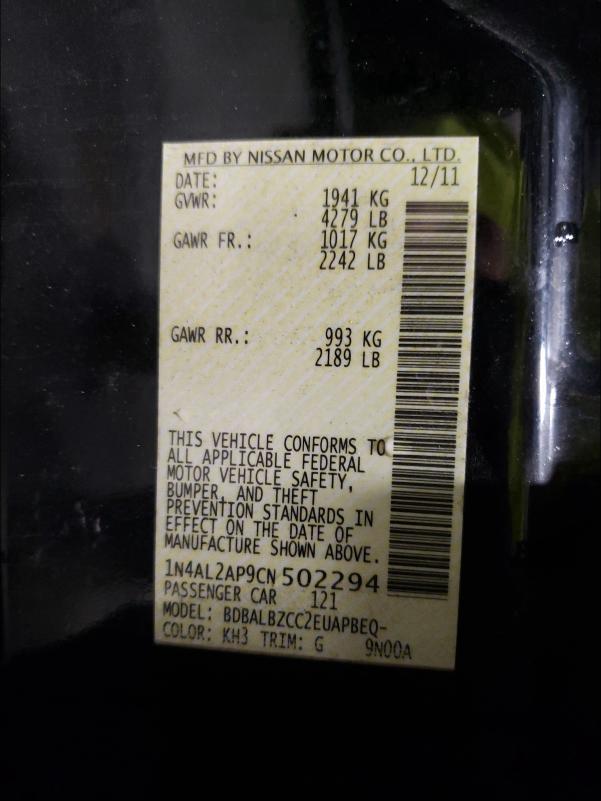 MFD BY NISSAN MOTOR CO., LTD.
DATE: 12/11
GVWR: 1941 KG
4279 LB
GAWR FR.: 1017 KG
2242 LB
GAWR RR.: 993 KG
2189 LB
THIS VEHICLE CONFORMS TO
ALL APPLICABLE FEDERAL
MOTOR VEHICLE SAFETY,
BUMPER, AND THEFT
PREVENTION STANDARDS IN
EFFECT ON THE DATE OF
MANUFACTURE SHOWN ABOVE.
1N4AL2AP9CN502294
PASSENGER CAR 121
MODEL: BDBALBZCC2EUAPBEQ-
COLOR: KH3 TRIM: G 9N00A